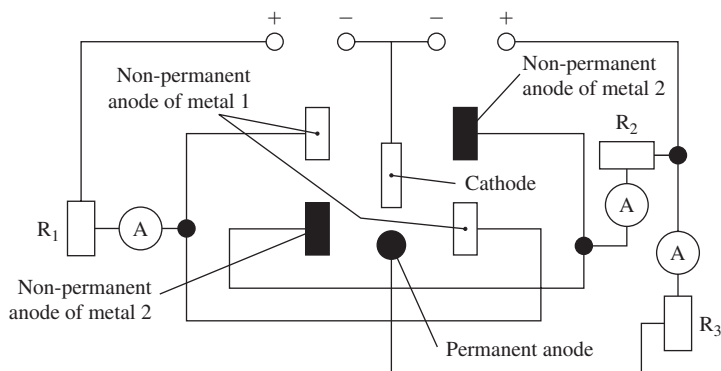 + − − +
Non-permanent
anode of metal 1
Non-permanent
anode of metal 2
R2
Cathode
A
R1
A
A
Non-permanent
anode of metal 2
R3
Permanent anode